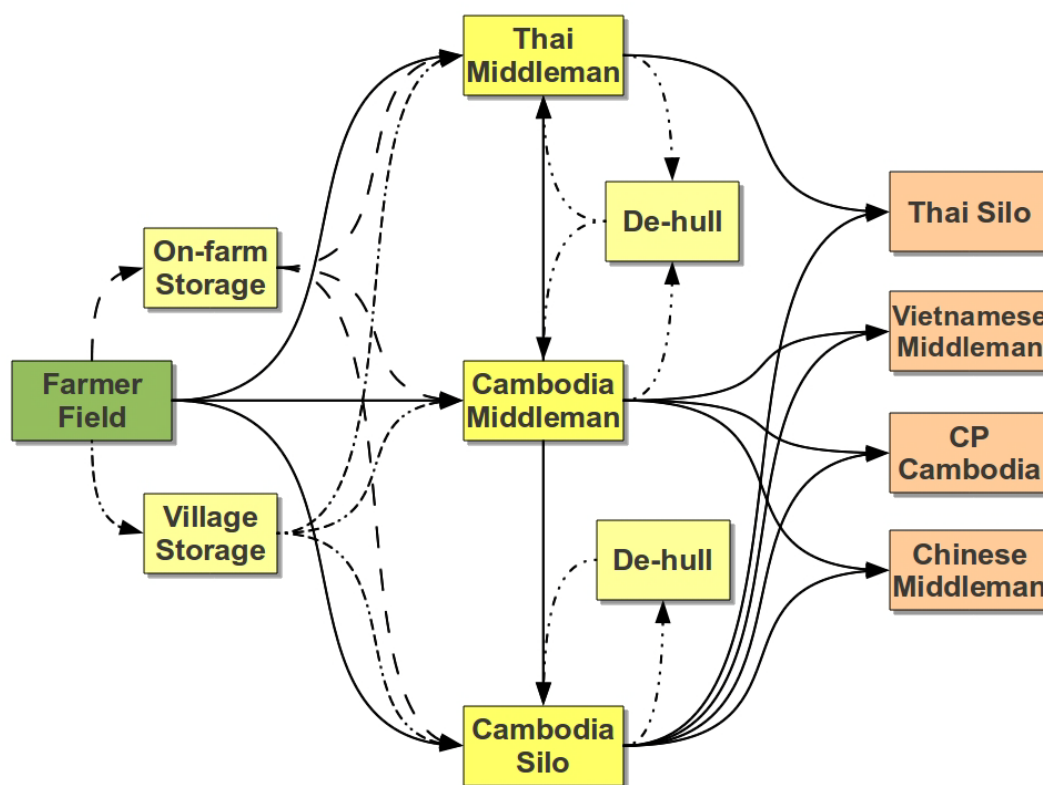 Thai
Middleman
De-hull
Thai Silo
On-farm
Storage
Vietnamese
Middleman
Farmer
Field
Cambodia
Middleman
CP
Cambodia
Village
Storage
De-hull
Chinese
Middleman
Cambodia
Silo